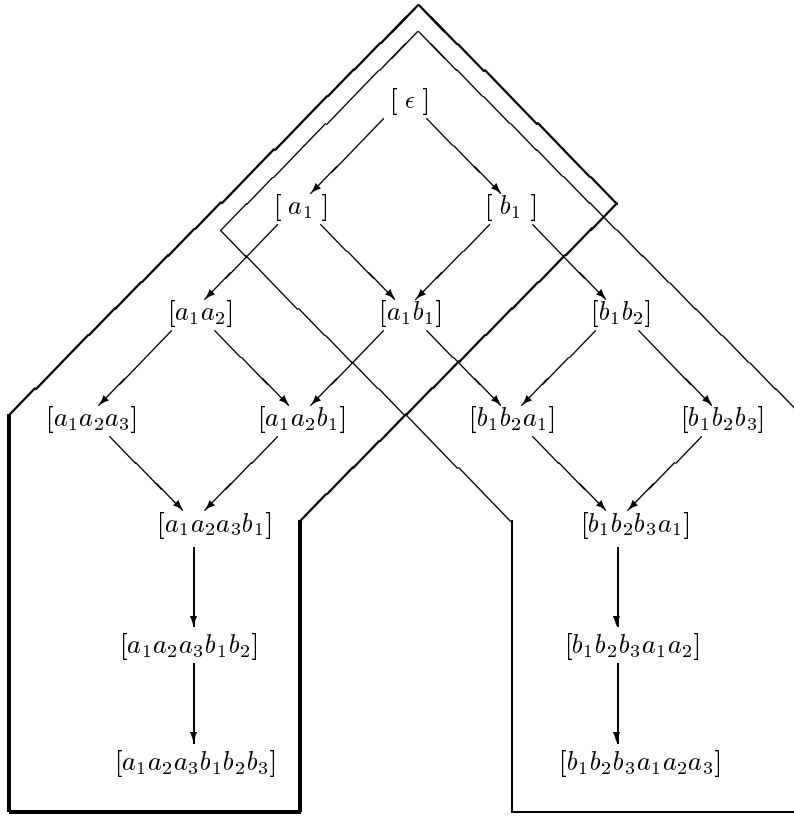 [ ϵ ]
[ a₁ ] [ b₁ ]
[a₁a₂] [a₁b₁] [b₁b₂]
[a₁a₂a₃] [a₁a₂b₁] [b₁b₂a₁] [b₁b₂b₃]
[a₁a₂a₃b₁] [b₁b₂b₃a₁]
[a₁a₂a₃b₁b₂] [b₁b₂b₃a₁a₂]
[a₁a₂a₃b₁b₂b₃] [b₁b₂b₃a₁a₂a₃]